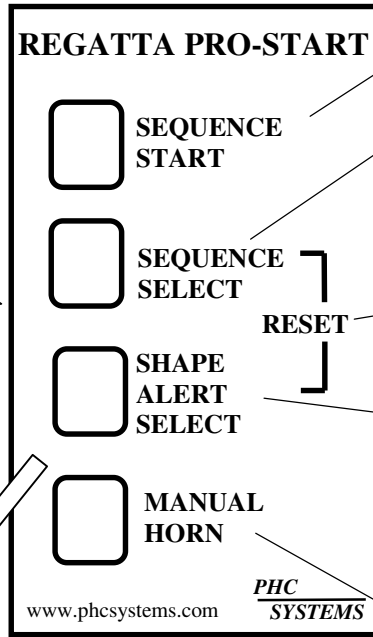 REGATTA PRO-START
SEQUENCE
START
SEQUENCE
SELECT
RESET
SHAPE
ALERT
SELECT
MANUAL
HORN
PHC
www.phcsystems.com SYSTEMS